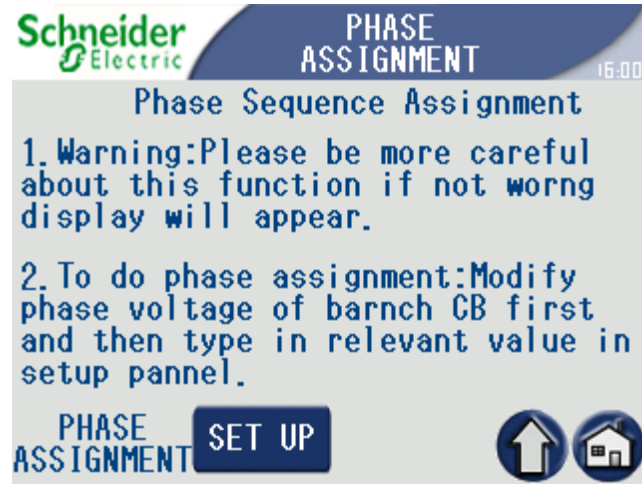 Schneider
Electric
PHASE
ASSIGNMENT
16:00
Phase Sequence Assignment
1.Warning:Please be more careful
about this function if not worng
display will appear.
2.To do phase assignment:Modify
phase voltage of barnch CB first
and then type in relevant value in
setup pannel.
PHASE
ASSIGNMENT
SET UP